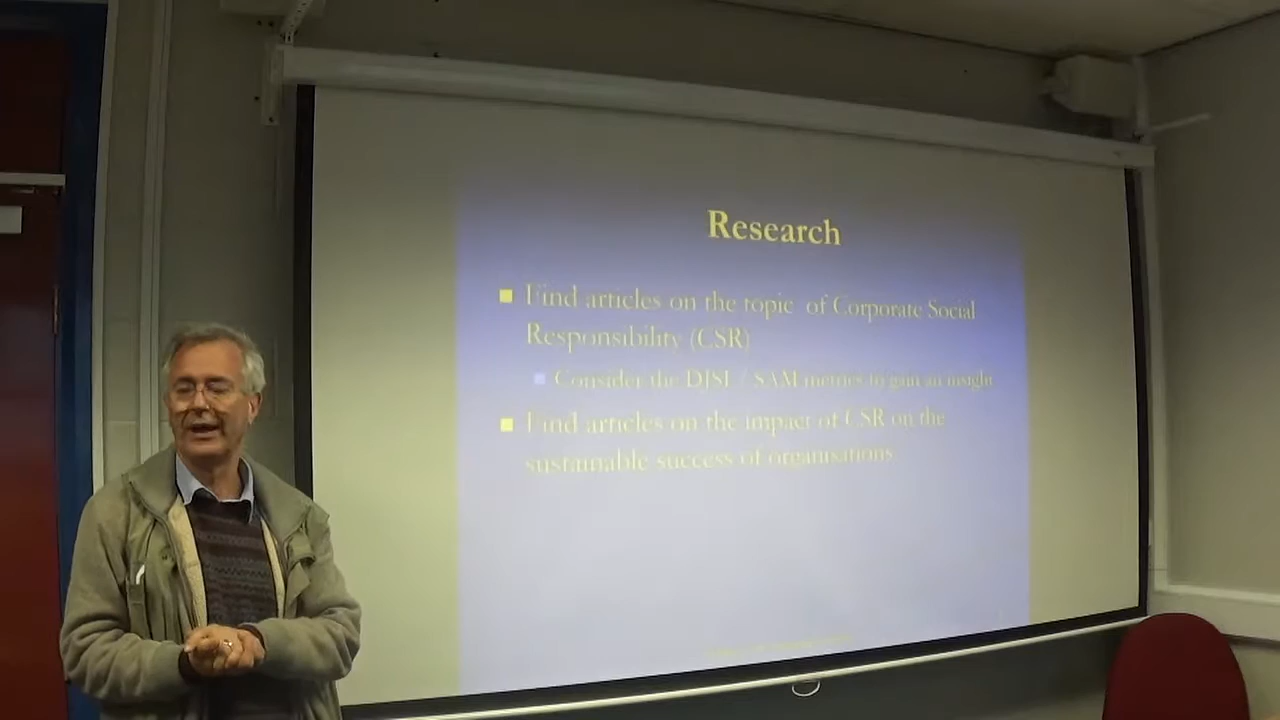 Research
Find articles on the topic of Corporate Social
Responsibility (CSR)
Consider the DJSI / SAM metrics to gain an insight
Find articles on the impact of CSR on the
sustainable success of organisations